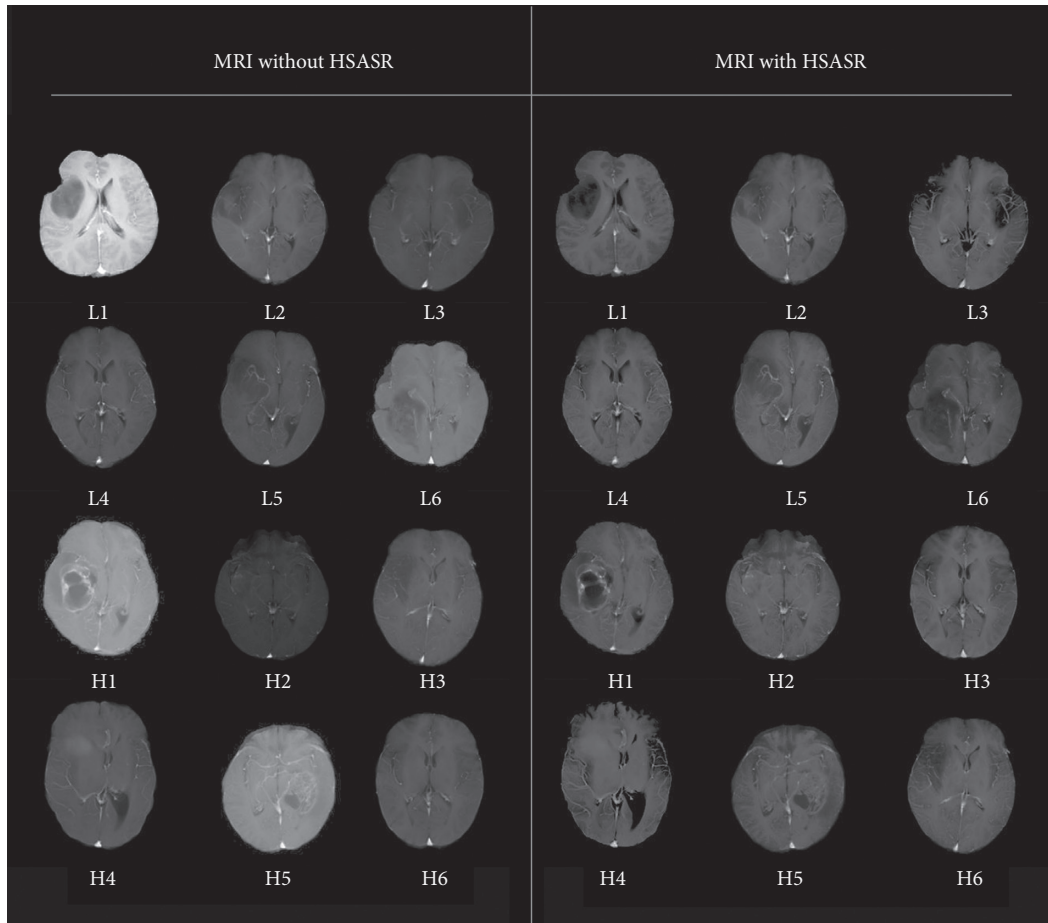 MRI without HSASR
MRI with HSASR
L1 L2 L3
L1 L2 L3
L4 L5 L6
L4 L5 L6
H1 H2 H3
H1 H2 H3
H4 H5 H6
H4 H5 H6